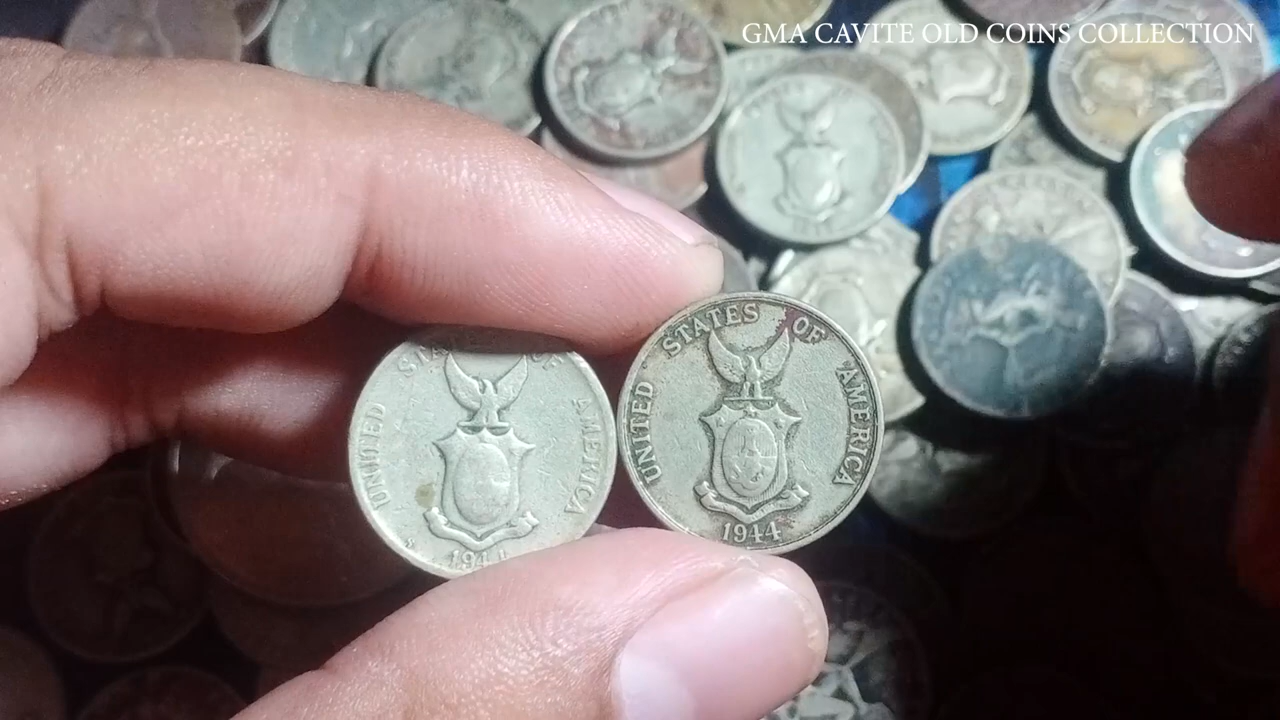 GMA CAVITE OLD COINS COLLECTION
UNITED AMERICA
UNITED STATES OF AMERICA
1944